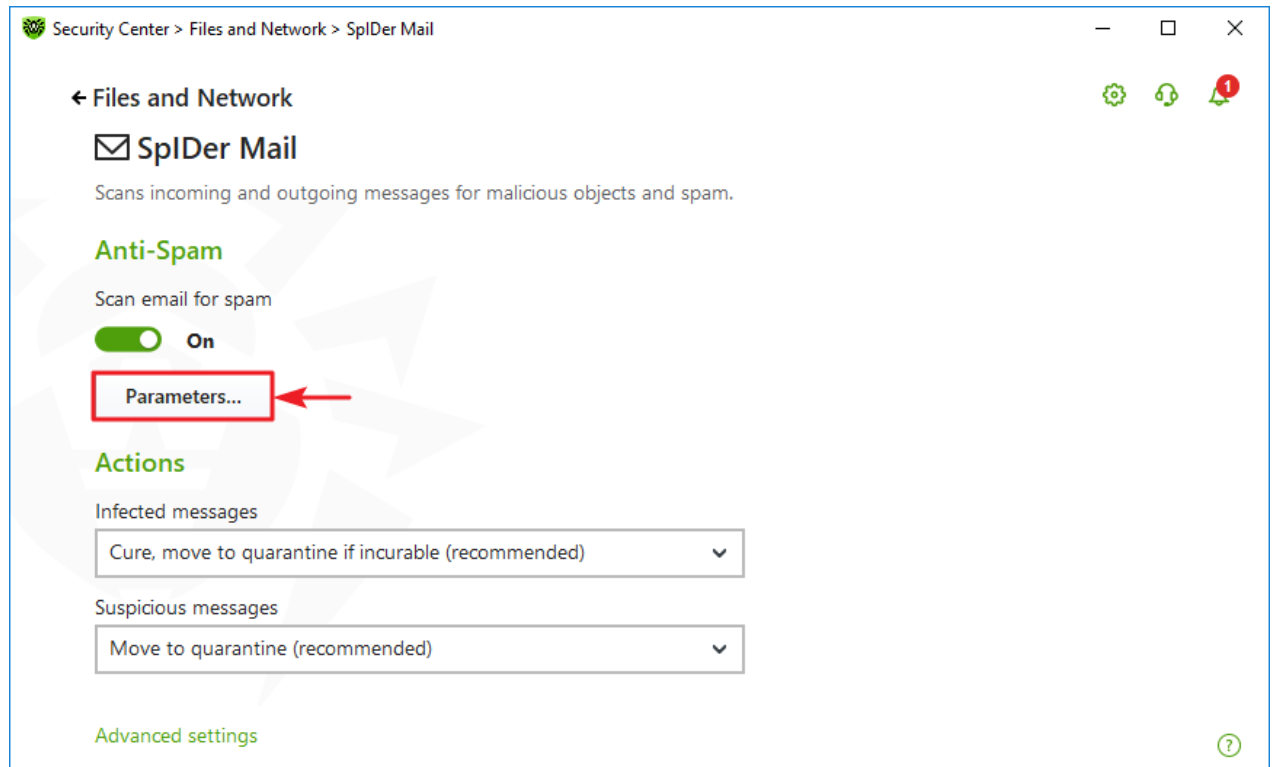 Security Center > Files and Network > SpIDer Mail
Files and Network
1
SpIDer Mail
Scans incoming and outgoing messages for malicious objects and spam.
Anti-Spam
Scan email for spam
On
Parameters...
Actions
Infected messages
Cure, move to quarantine if incurable (recommended)
Suspicious messages
Move to quarantine (recommended)
Advanced settings
?